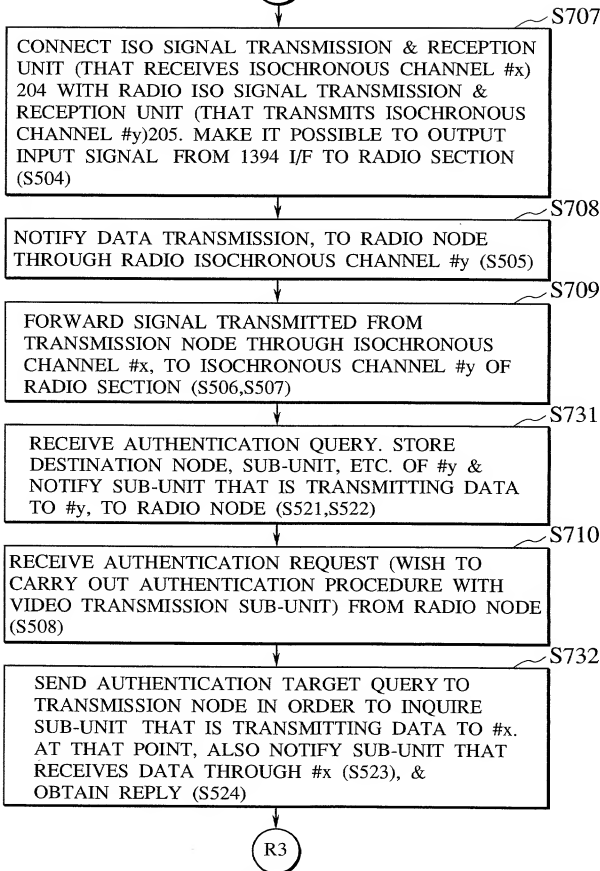 S707
CONNECT ISO SIGNAL TRANSMISSION & RECEPTION
UNIT (THAT RECEIVES ISOCHRONOUS CHANNEL #x)
204 WITH RADIO ISO SIGNAL TRANSMISSION &
RECEPTION UNIT (THAT TRANSMITS ISOCHRONOUS
CHANNEL #y)205. MAKE IT POSSIBLE TO OUTPUT
INPUT SIGNAL FROM 1394 I/F TO RADIO SECTION
(S504)
S708
NOTIFY DATA TRANSMISSION, TO RADIO NODE
THROUGH RADIO ISOCHRONOUS CHANNEL #y (S505)
S709
FORWARD SIGNAL TRANSMITTED FROM
TRANSMISSION NODE THROUGH ISOCHRONOUS
CHANNEL #x, TO ISOCHRONOUS CHANNEL #y OF
RADIO SECTION (S506,S507)
S731
RECEIVE AUTHENTICATION QUERY. STORE
DESTINATION NODE, SUB-UNIT, ETC. OF #y &
NOTIFY SUB-UNIT THAT IS TRANSMITTING DATA
TO #y, TO RADIO NODE (S521,S522)
S710
RECEIVE AUTHENTICATION REQUEST (WISH TO
CARRY OUT AUTHENTICATION PROCEDURE WITH
VIDEO TRANSMISSION SUB-UNIT) FROM RADIO NODE
(S508)
S732
SEND AUTHENTICATION TARGET QUERY TO
TRANSMISSION NODE IN ORDER TO INQUIRE
SUB-UNIT THAT IS TRANSMITTING DATA TO #x.
AT THAT POINT, ALSO NOTIFY SUB-UNIT THAT
RECEIVES DATA THROUGH #x (S523), &
OBTAIN REPLY (S524)
R3